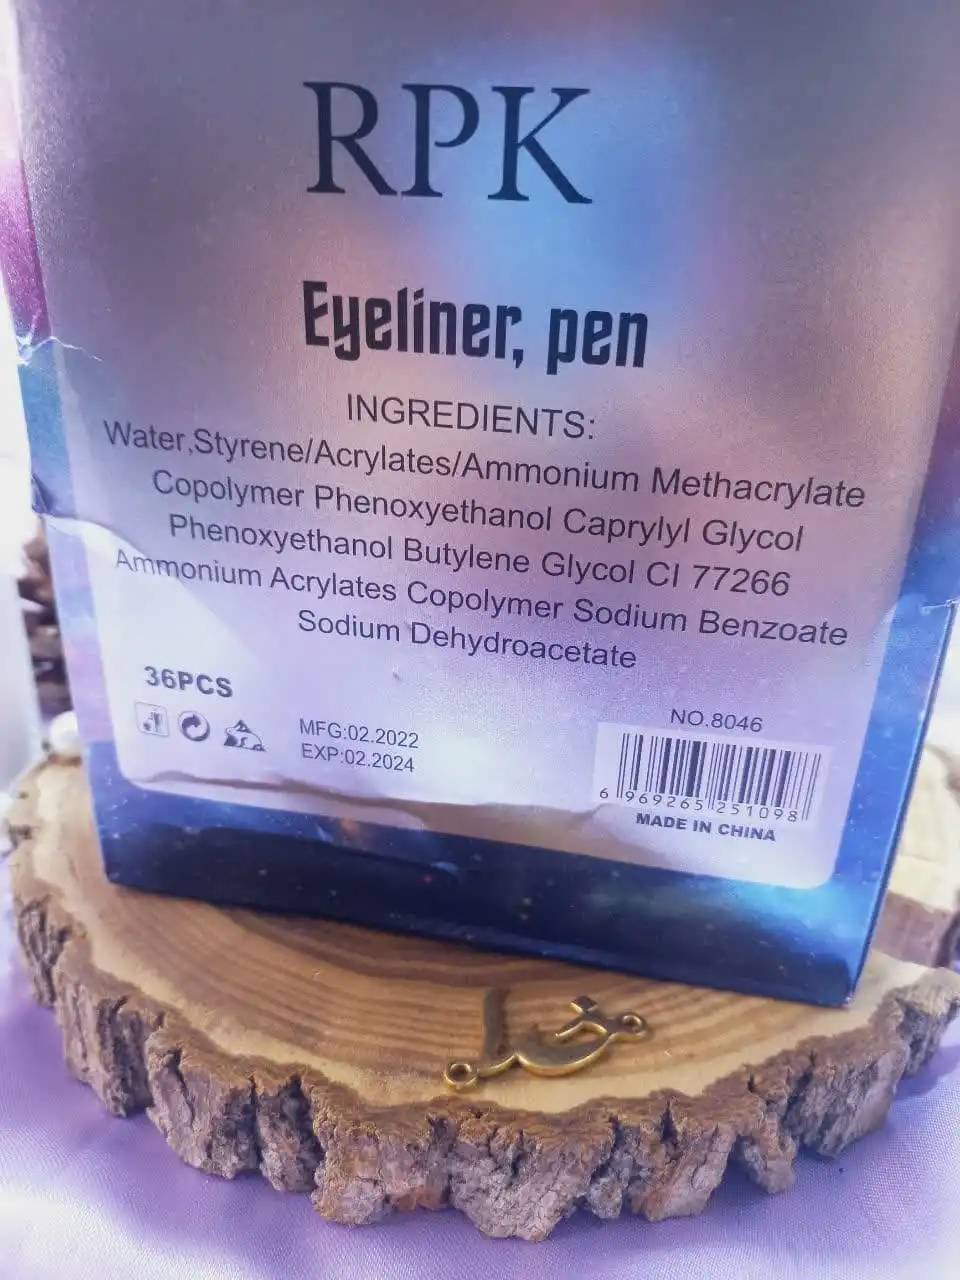 RPK
Eyeliner, pen
INGREDIENTS:
Water,Styrene/Acrylates/Ammonium Methacrylate
Copolymer Phenoxyethanol Caprylyl Glycol
Phenoxyethanol Butylene Glycol CI 77266
Ammonium Acrylates Copolymer Sodium Benzoate
Sodium Dehydroacetate
36PCS
MFG:02.2022
EXP:02.2024
NO.8046
6 969265 251098
MADE IN CHINA
خدا